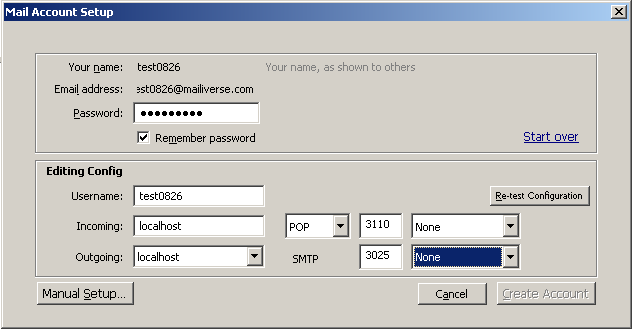 Mail Account Setup
Your name: test0826 Your name, as shown to others
Email address: est0826@mailiverse.com
Password: •••••••••
Remember password Start over
Editing Config
Username: test0826 Re-test Configuration
Incoming: localhost POP 3110 None
Outgoing: localhost SMTP 3025 None
Manual Setup... Cancel Create Account